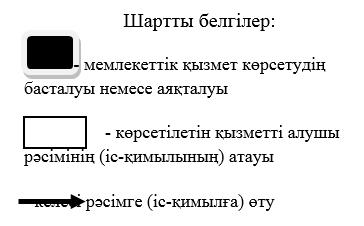 Шартты белгілер:
- мемлекеттік қызмет көрсетудің
басталуы немесе аяқталуы
- көрсетілетін қызметті алушы
рәсімінің (іс-қимылының) атауы
рәсімге (іс-қимылға) өту